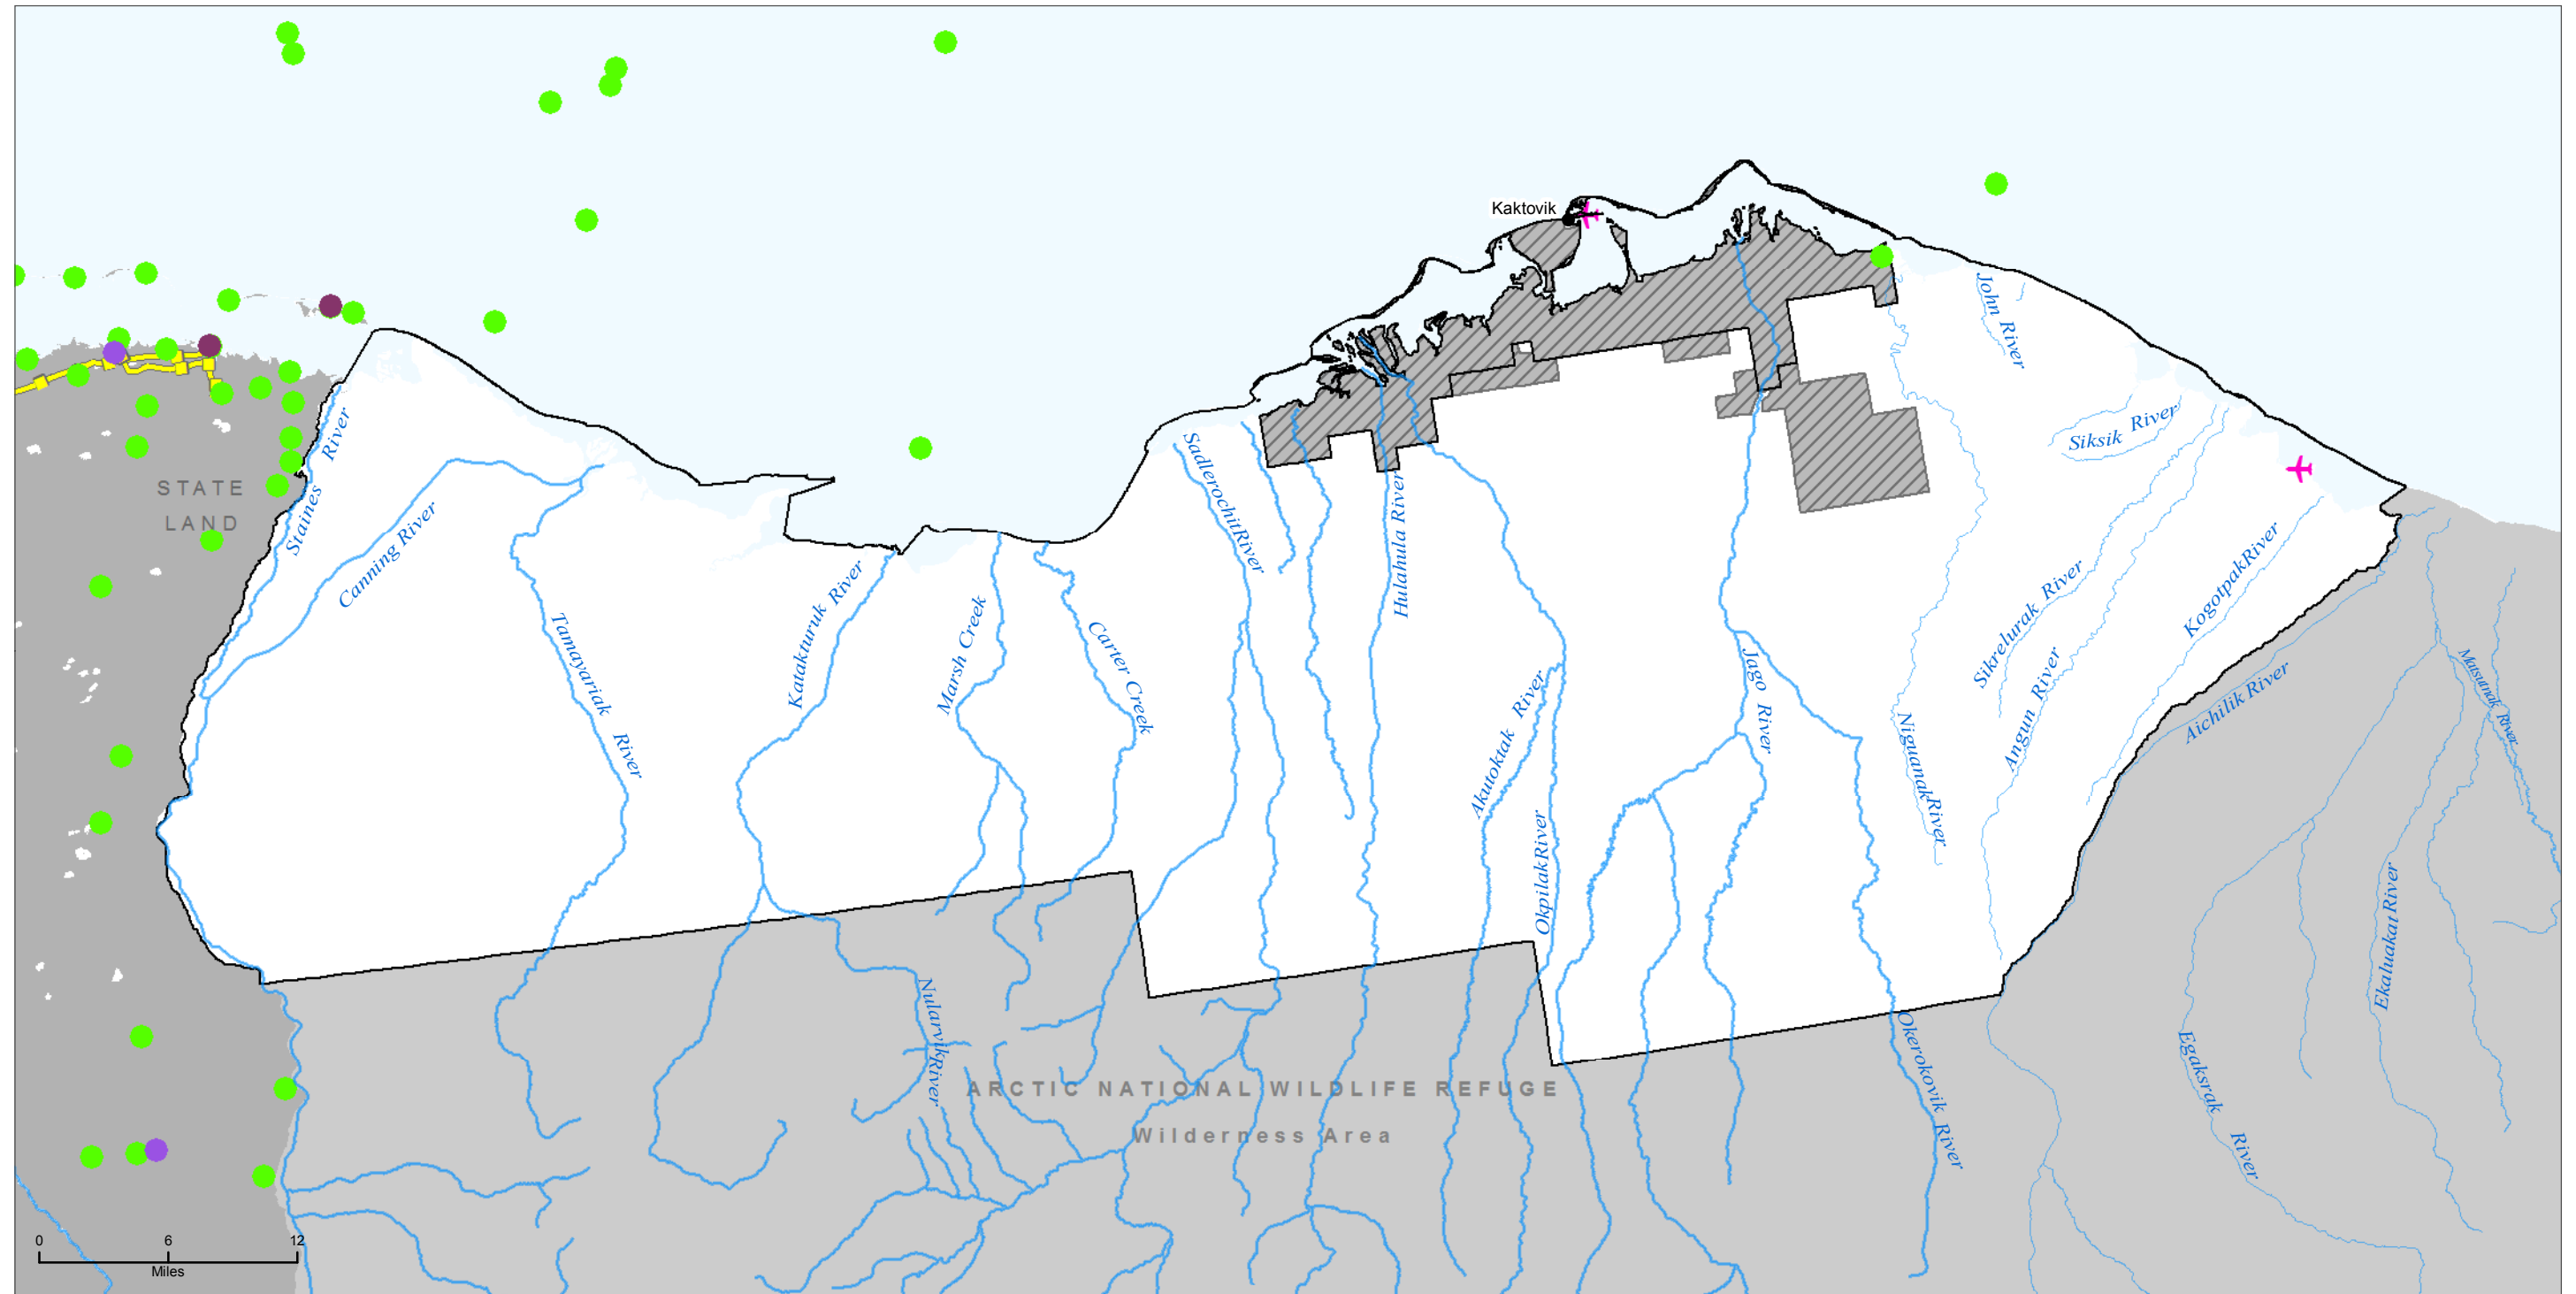 Kaktovik
John River
Siksik River
STATE
LAND
Staines River
Canning River
Sadlerochit River
Hulahula River
Tamayariak River
Katakturuk River
Marsh Creek
Carter Creek
Akutoktak River
Okpilak River
Jago River
Niguanak River
Sikrelurak River
Angun River
Kogotpak River
Aichilik River
Masutnak River
Ekaluakat River
Egaksrak River
Okerokovik River
Nularvik River
ARCTIC NATIONAL WILDLIFE REFUGE
Wilderness Area
0 6 12
Miles